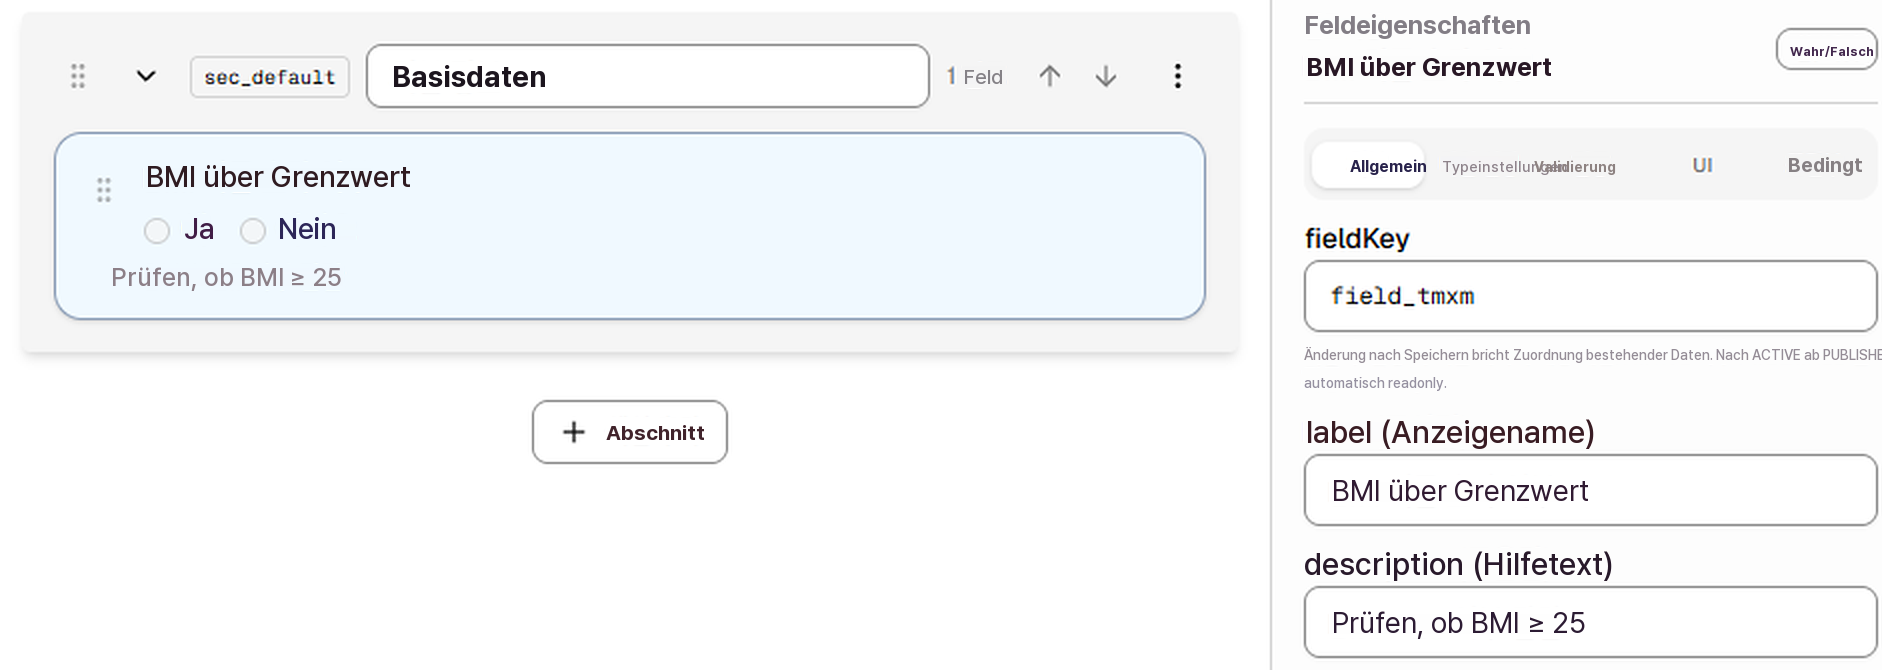 sec_default
Basisdaten
1 Feld
BMI über Grenzwert
Ja
Nein
Prüfen, ob BMI ≥ 25
Abschnitt
Feldeigenschaften
BMI über Grenzwert
Wahr/Falsch
Allgemein
Typeinstellungen
Validierung
UI
Bedingt
fieldKey
field_tmxm
Änderung nach Speichern bricht Zuordnung bestehender Daten. Nach ACTIVE ab PUBLISHE
automatisch readonly.
label (Anzeigename)
BMI über Grenzwert
description (Hilfetext)
Prüfen, ob BMI ≥ 25